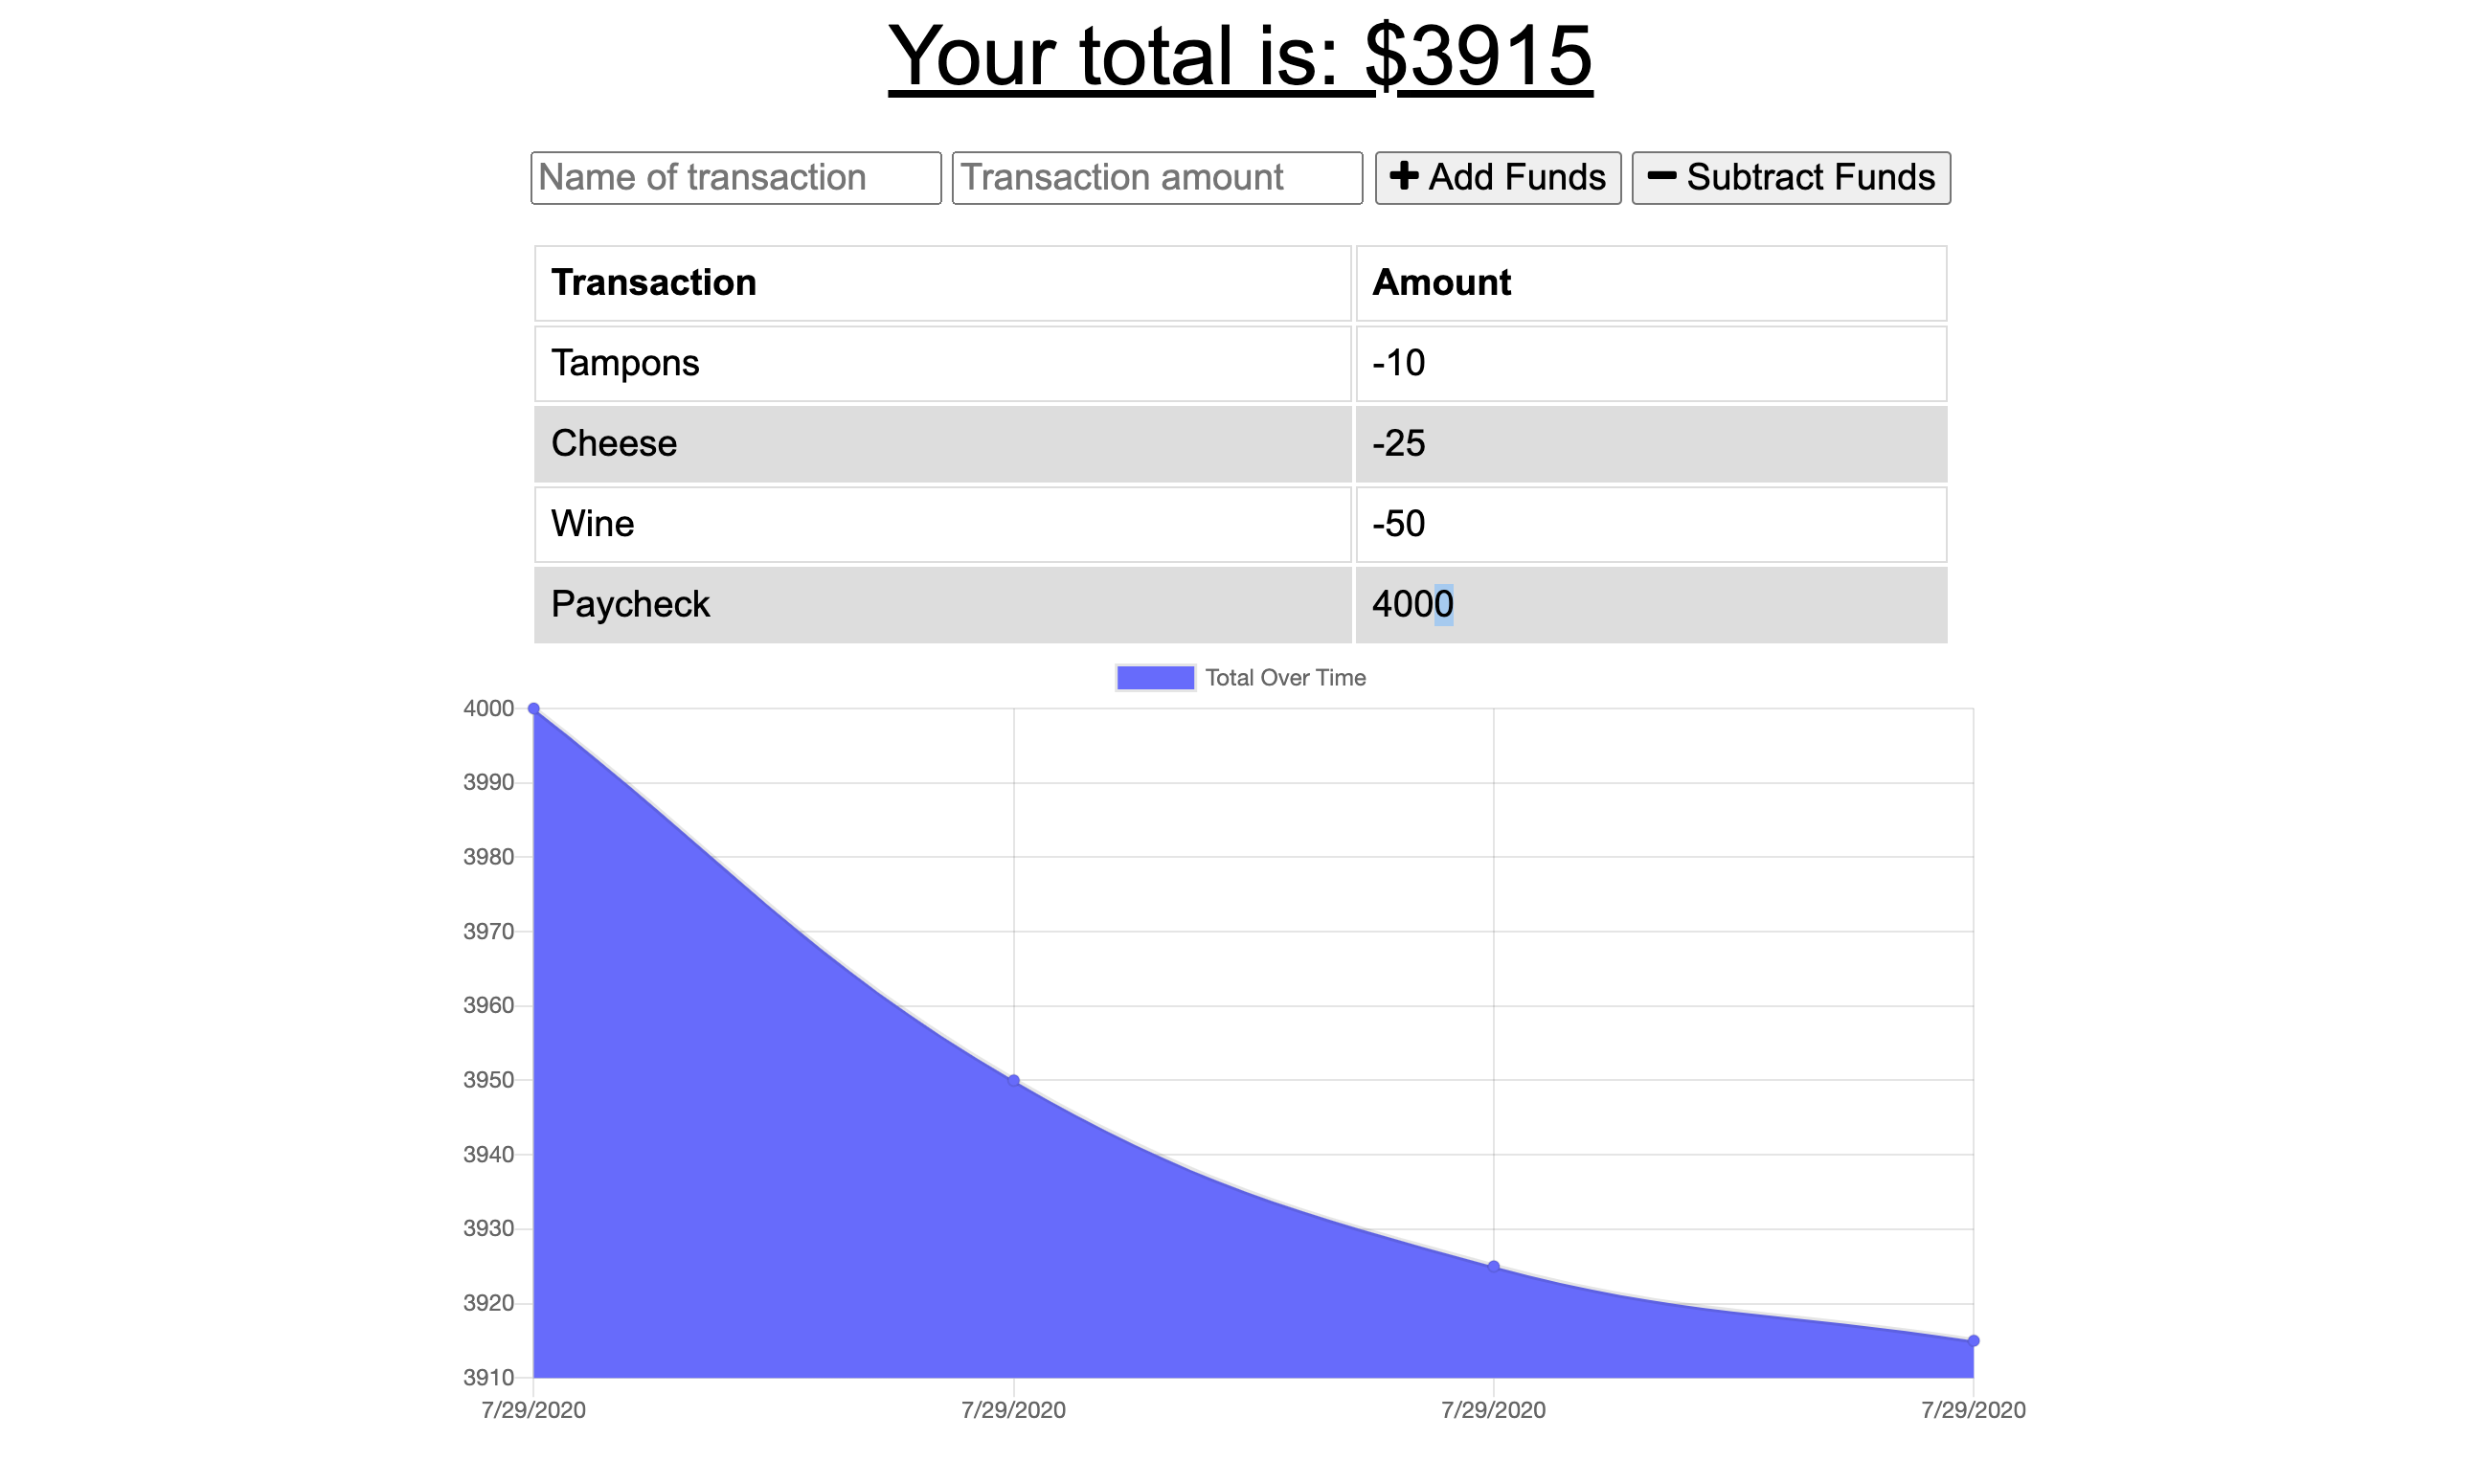 Your total is: $3915
Name of transaction Transaction amount Add Funds Subtract Funds
Transaction Amount
Tampons -10
Cheese -25
Wine -50
Paycheck 4000
Total Over Time
4000
3990
3980
3970
3960
3950
3940
3930
3920
3910
7/29/2020 7/29/2020 7/29/2020 7/29/2020